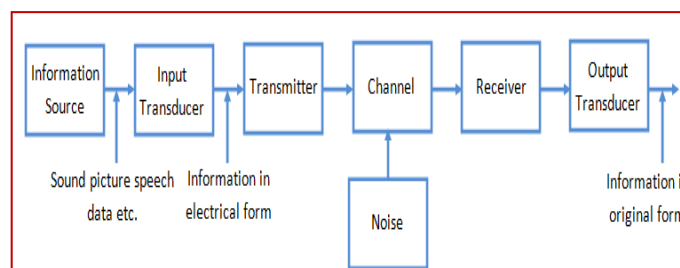 Information
Source
Input
Transducer
Transmitter
Channel
Receiver
Output
Transducer
Sound picture speech
data etc.
Information in
electrical form
Noise
Information i
original form